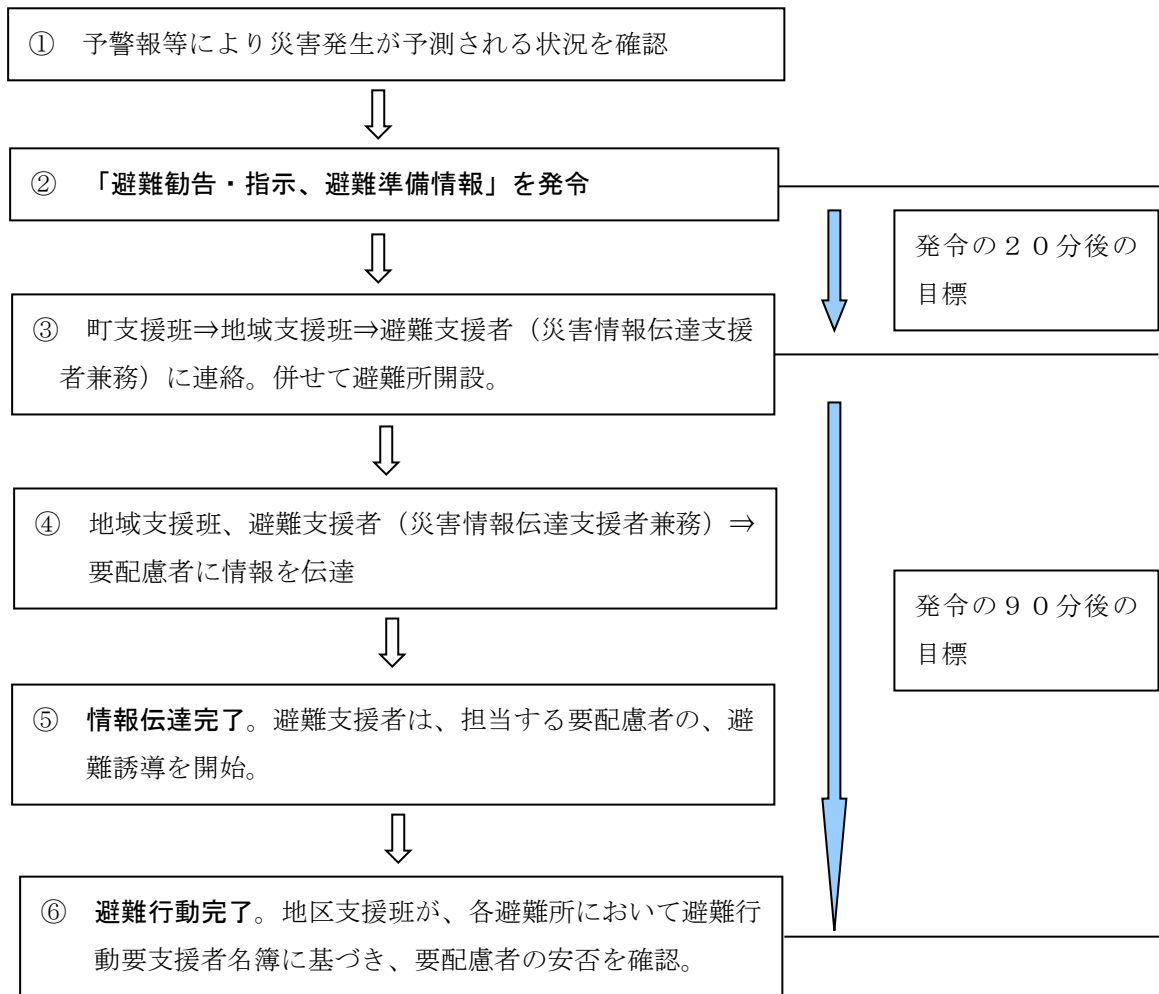 ① 予警報等により災害発生が予測される状況を確認
② 「避難勧告・指示、避難準備情報」を発令
発令の２０分後の
目標
③ 町支援班⇒地域支援班⇒避難支援者（災害情報伝達支援
者兼務）に連絡。併せて避難所開設。
④ 地域支援班、避難支援者（災害情報伝達支援者兼務）⇒
要配慮者に情報を伝達
発令の９０分後の
目標
⑤ 情報伝達完了。避難支援者は、担当する要配慮者の、避
難誘導を開始。
⑥ 避難行動完了。地区支援班が、各避難所において避難行
動要支援者名簿に基づき、要配慮者の安否を確認。